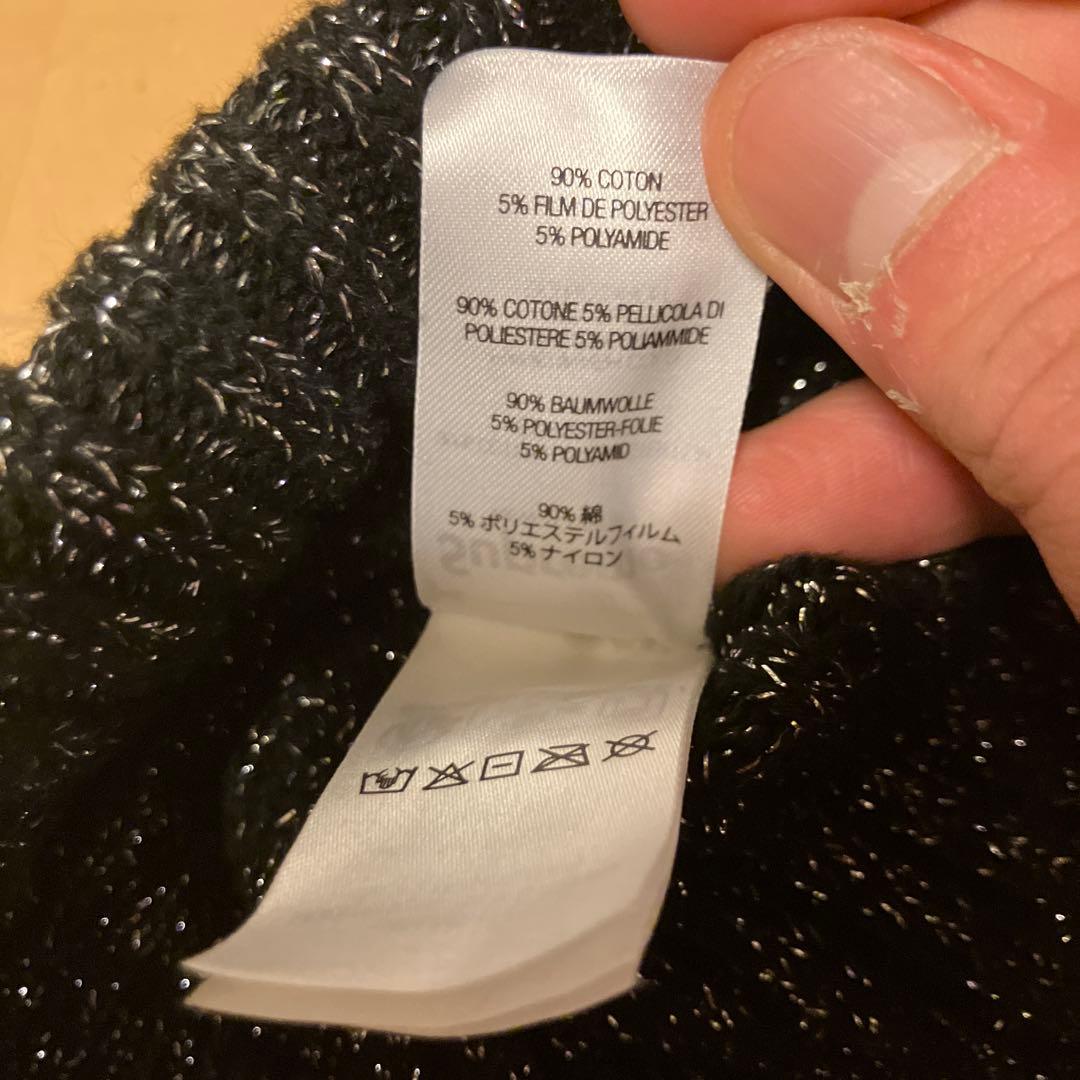 90% COTON
5% FILM DE POLYESTER
5% POLYAMIDE
90% COTONE 5% PELLICOLA DI
POLIESTERE 5% POLIAMMIDE
90% BAUMWOLLE
5% POLYESTER-FOLIE
5% POLYAMID
90% 綿
5% ポリエステルフィルム
5% ナイロン